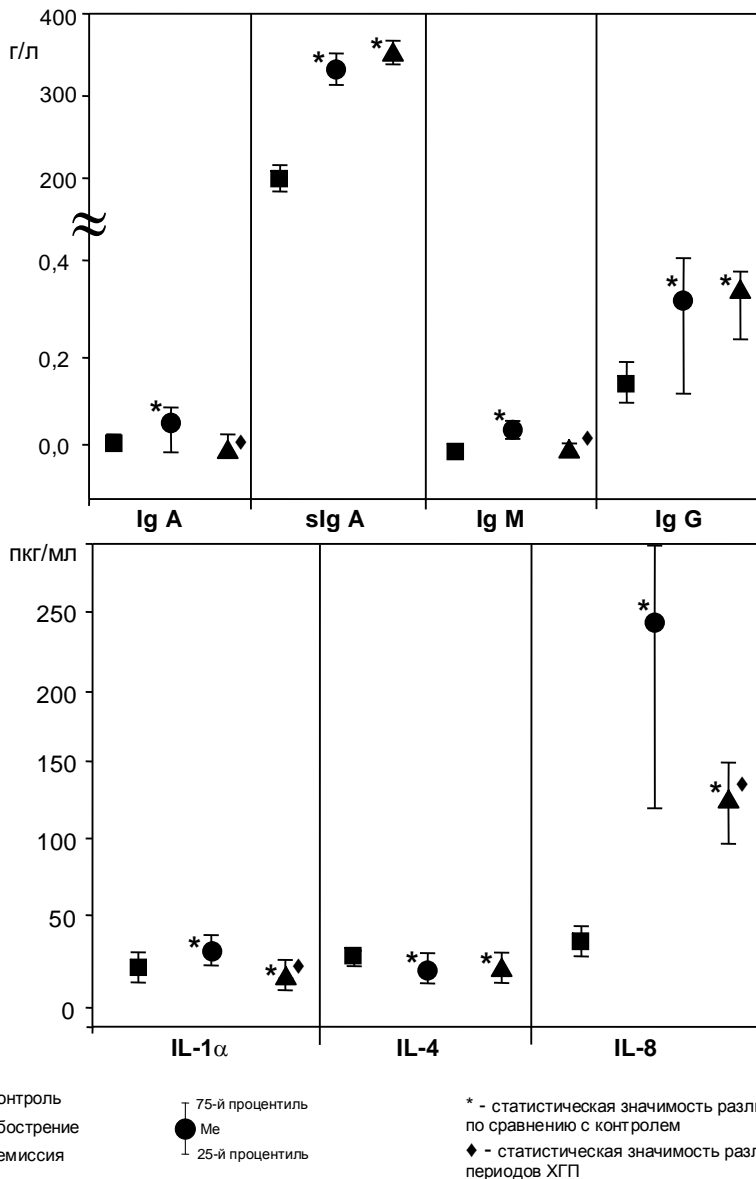 400
г/л
300
200
≈
0,4
0,2
0,0
* * * * * * *
♦ ♦
Ig A sIg A Ig M Ig G
пкг/мл
250
200
150
100
50
0
* * * * * *
♦ ♦
IL-1α IL-4 IL-8
онтроль
бострение
емиссия
75-й процентиль
Me
25-й процентиль
* - статистическая значимость разл
по сравнению с контролем
♦ - статистическая значимость разл
периодов ХГП